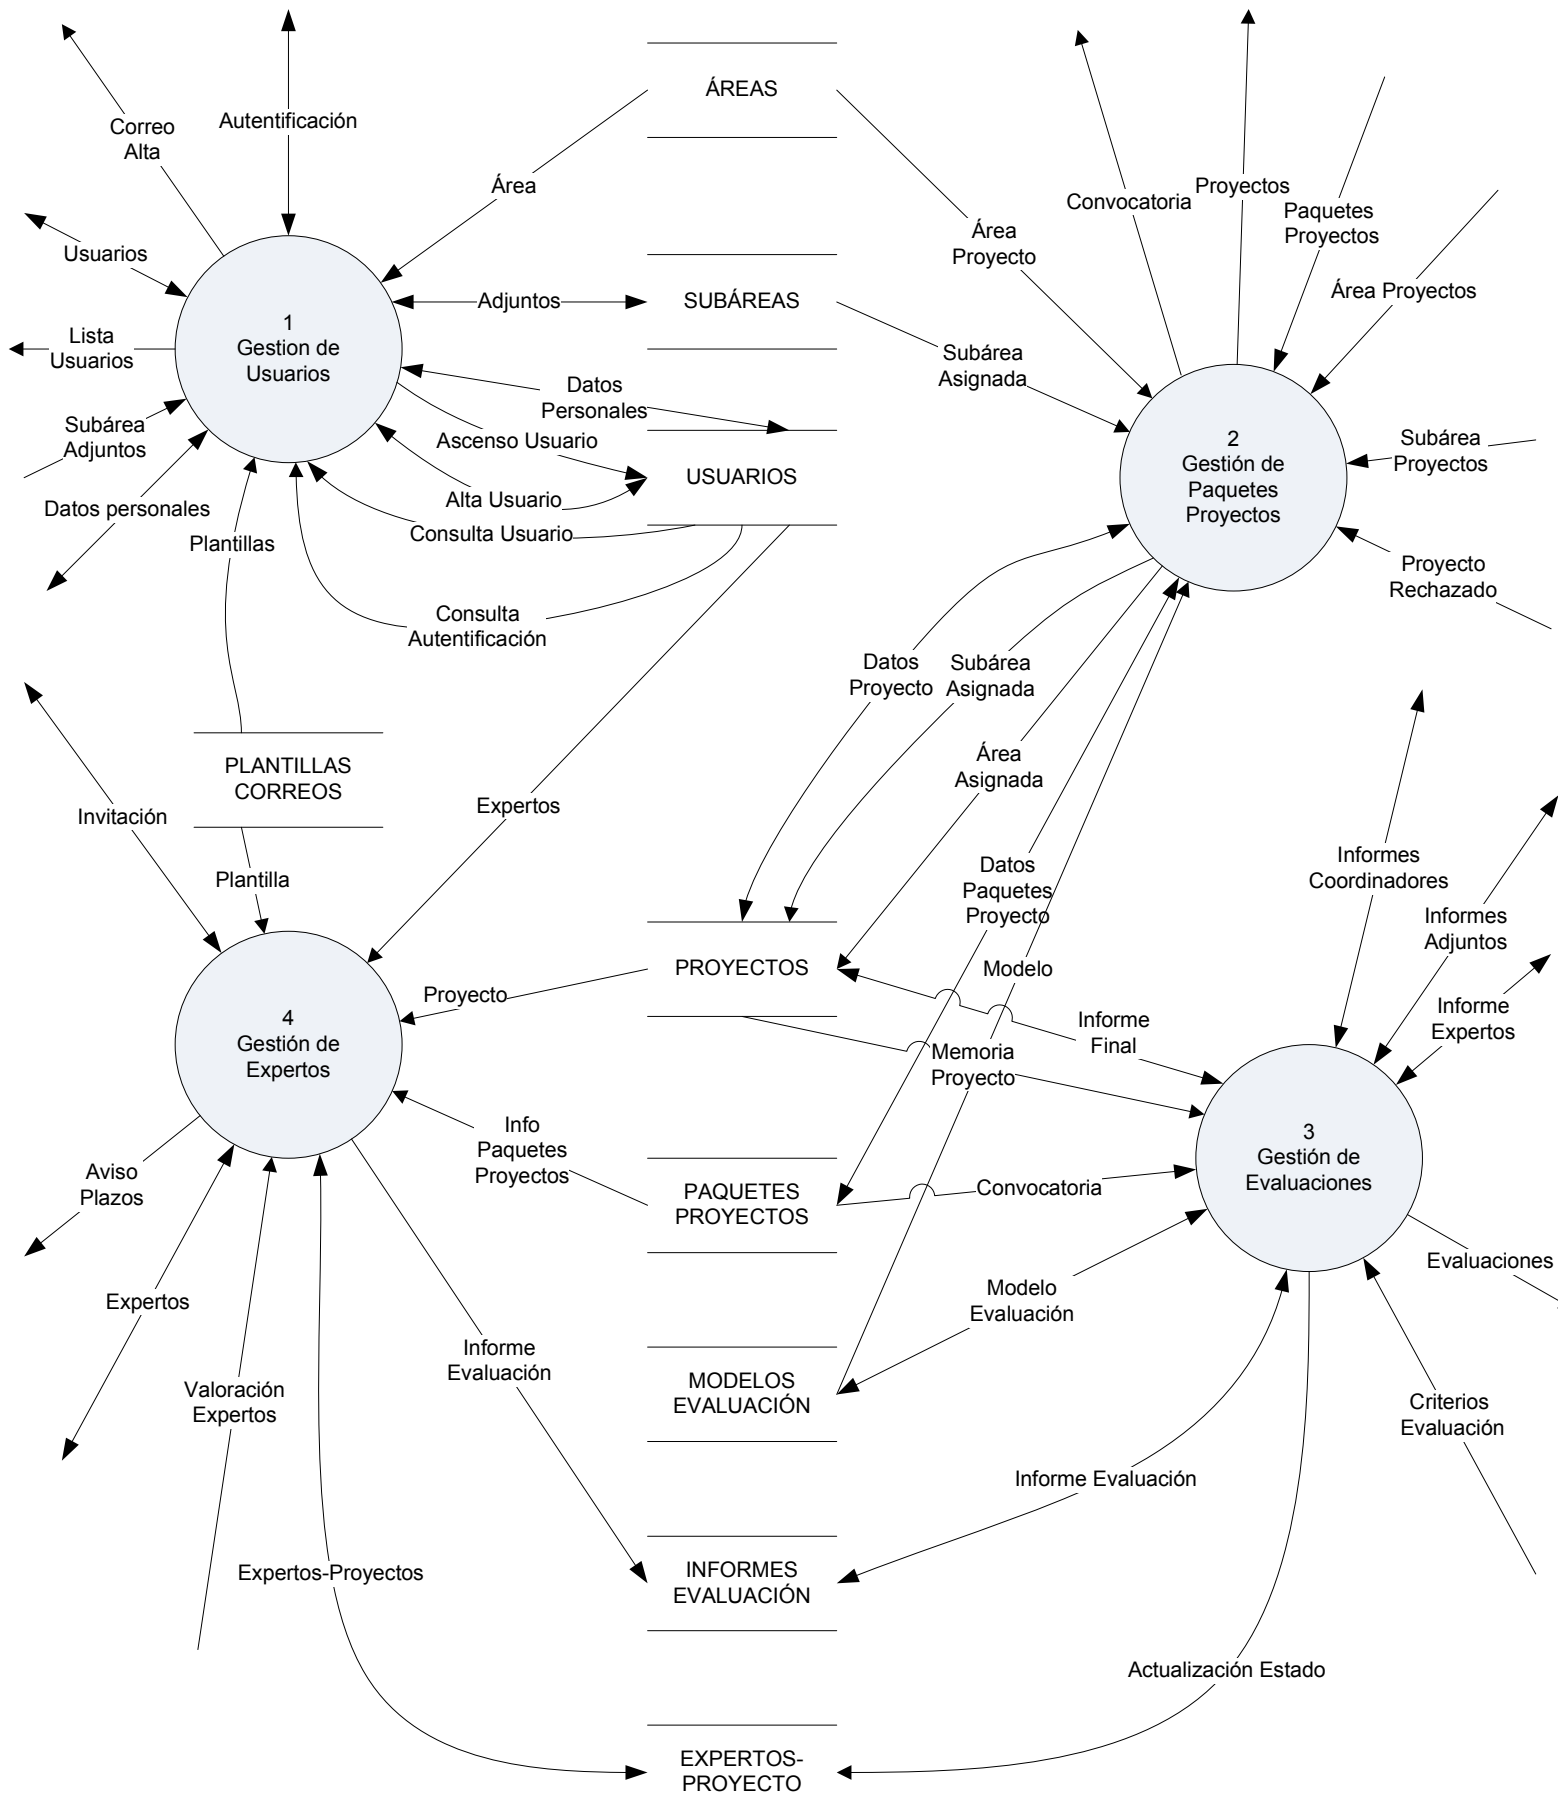 ÁREAS
Correo
Alta
Autentificación
Área
Convocatoria
Proyectos
Paquetes
Proyectos
Área
Proyecto
Usuarios
Adjuntos
SUBÁREAS
Área Proyectos
1
Gestion de
Usuarios
Lista
Usuarios
Subárea
Asignada
Datos
Personales
Subárea
Adjuntos
Ascenso Usuario
USUARIOS
2
Gestión de
Paquetes
Proyectos
Subárea
Proyectos
Alta Usuario
Datos personales
Consulta Usuario
Plantillas
Proyecto
Rechazado
Consulta
Autentificación
Datos
Proyecto
Subárea
Asignada
PLANTILLAS
CORREOS
Área
Asignada
Invitación
Expertos
Plantilla
Datos
Paquetes
Proyecto
Informes
Coordinadores
Informes
Adjuntos
PROYECTOS
Modelo
Proyecto
Informe
Final
Informe
Expertos
4
Gestión de
Expertos
Memoria
Proyecto
Info
Paquetes
Proyectos
3
Gestión de
Evaluaciones
Aviso
Plazos
PAQUETES
PROYECTOS
Convocatoria
Evaluaciones
Expertos
Modelo
Evaluación
Informe
Evaluación
MODELOS
EVALUACIÓN
Valoración
Expertos
Criterios
Evaluación
Informe Evaluación
Expertos-Proyectos
INFORMES
EVALUACIÓN
Actualización Estado
EXPERTOS-
PROYECTO